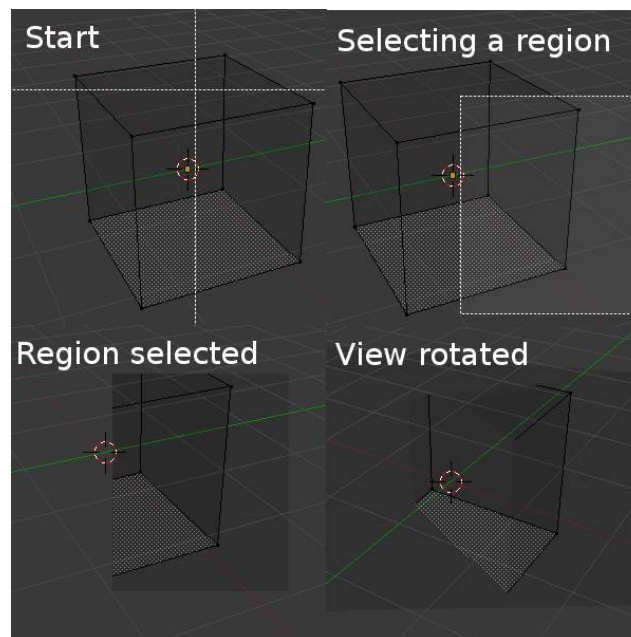 Start
Selecting a region
Region selected
View rotated